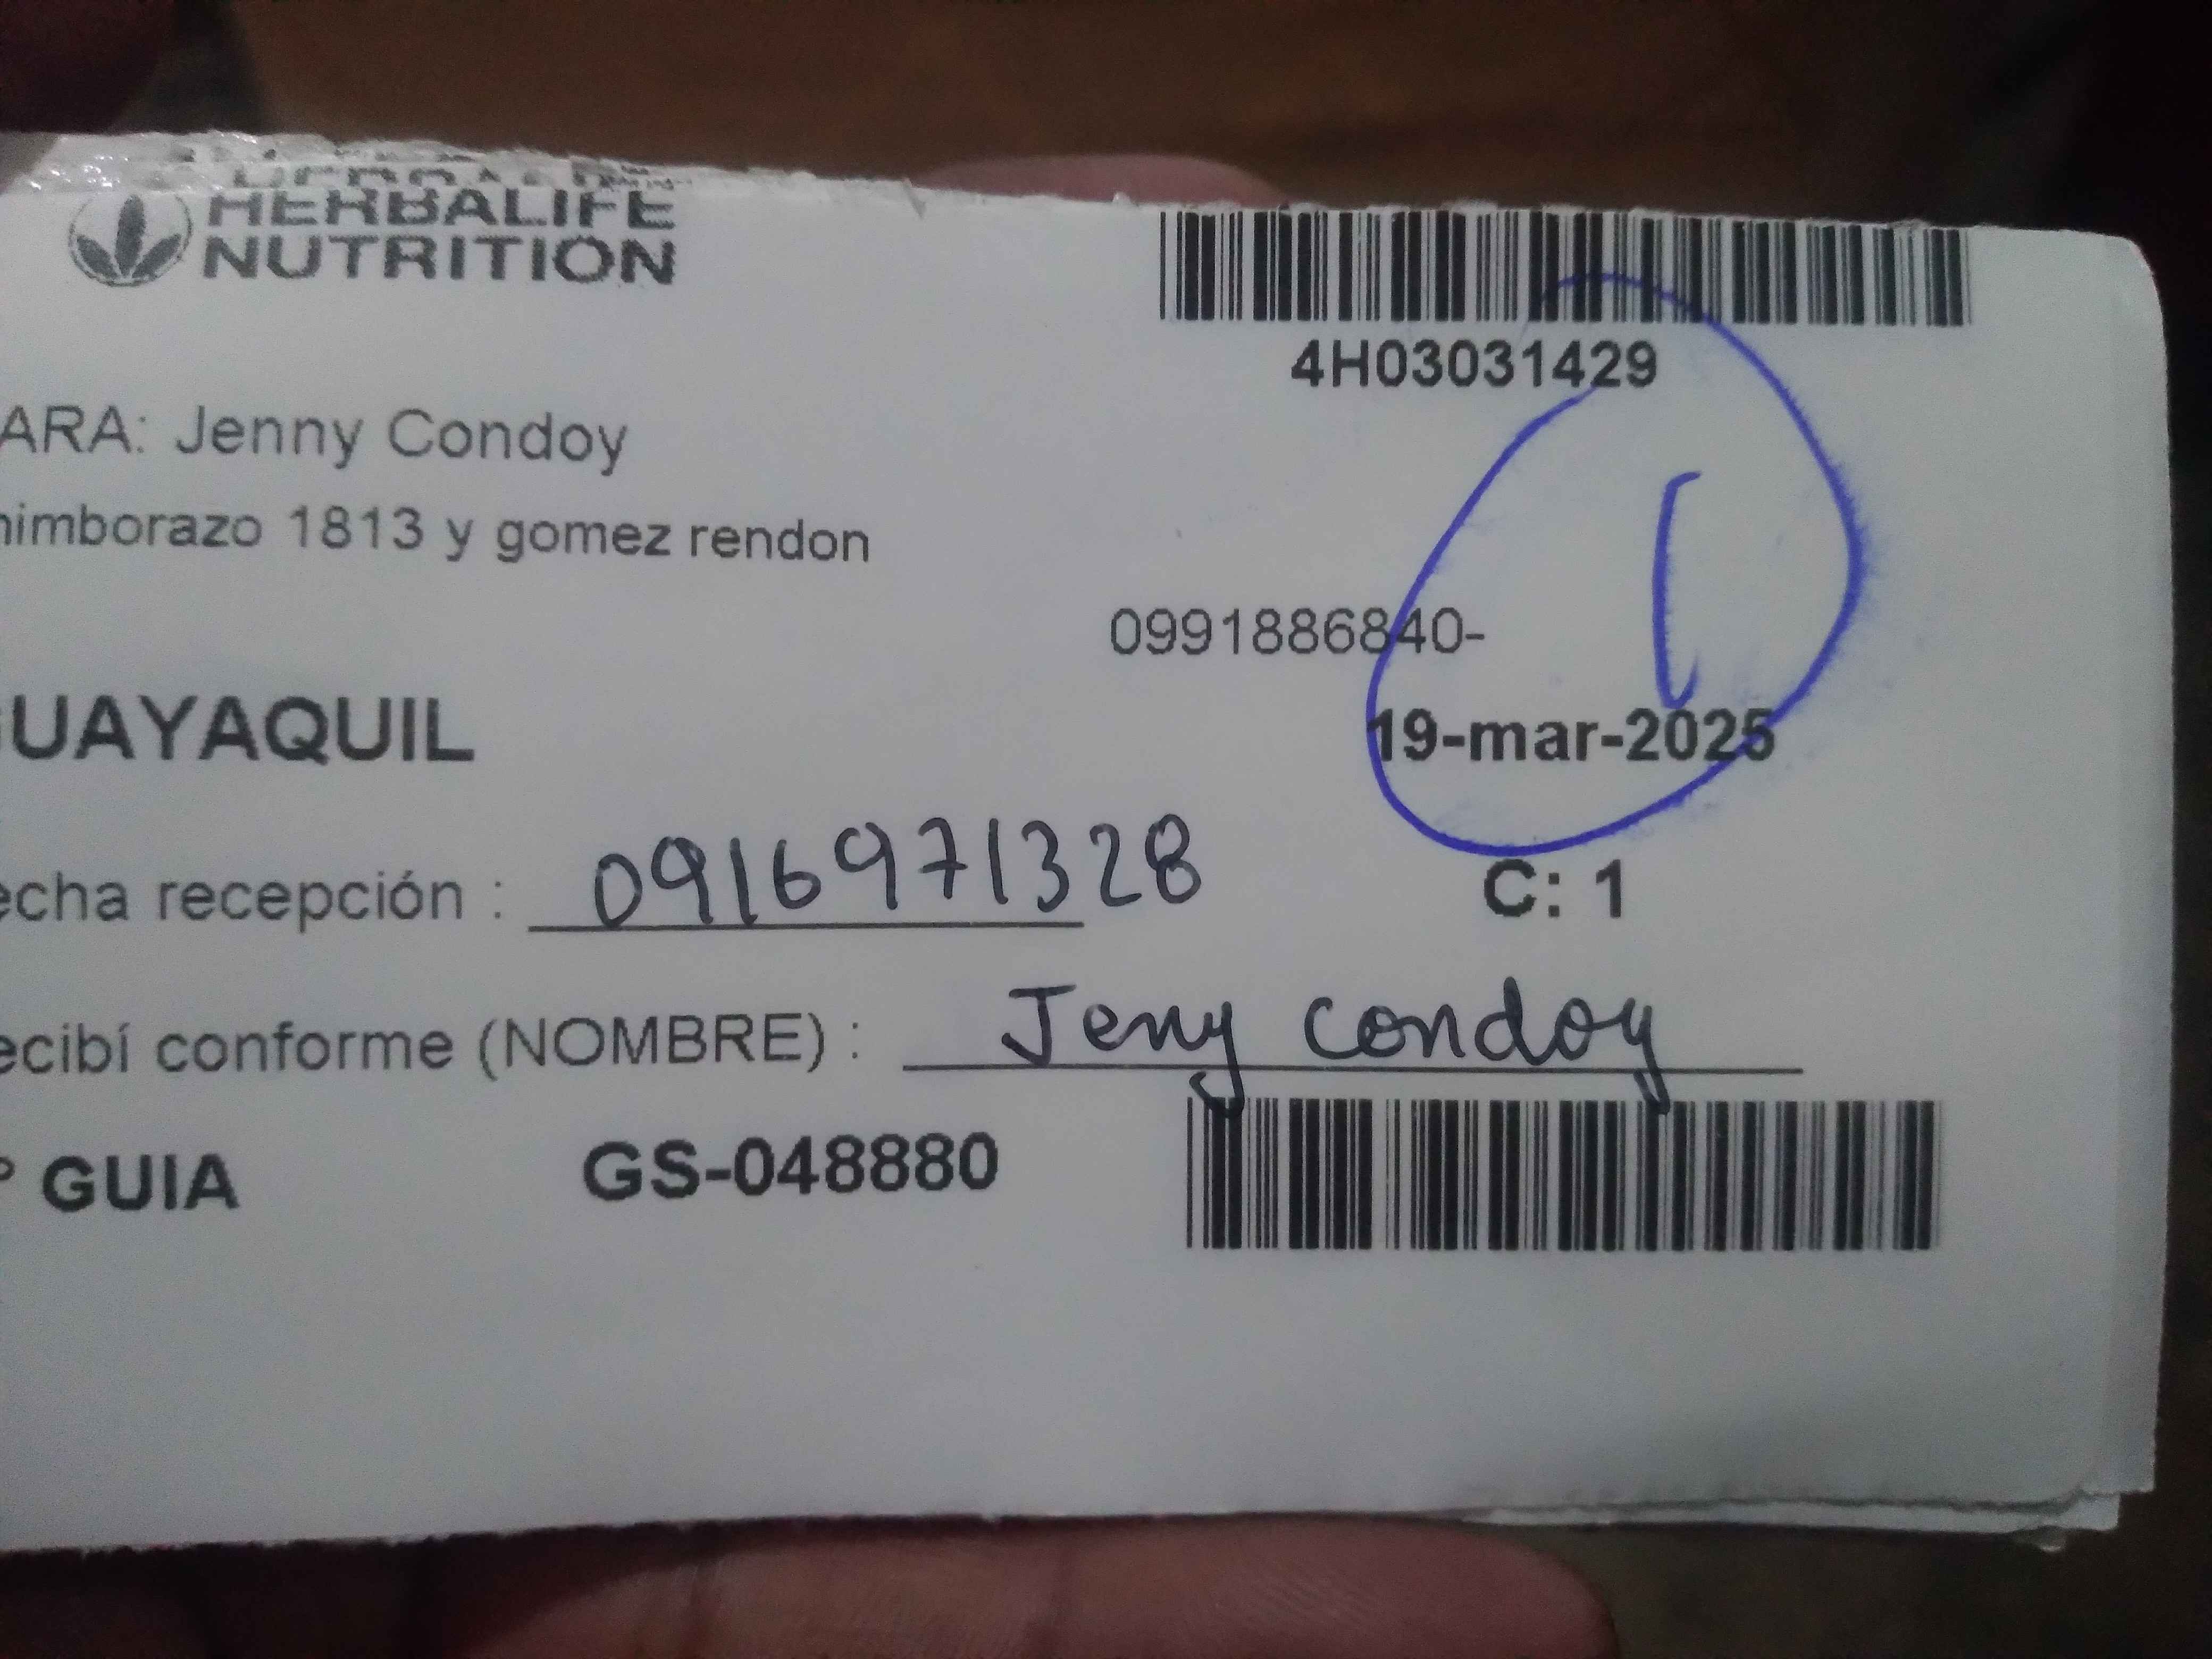 HERBALIFE
NUTRITION
4H03031429
ARA: Jenny Condoy
himborazo 1813 y gomez rendon
0991886840-
GUAYAQUIL
19-mar-2025
echa recepción : 0916971328
C: 1
ecibí conforme (NOMBRE) : Jeny Condoy
° GUIA GS-048880